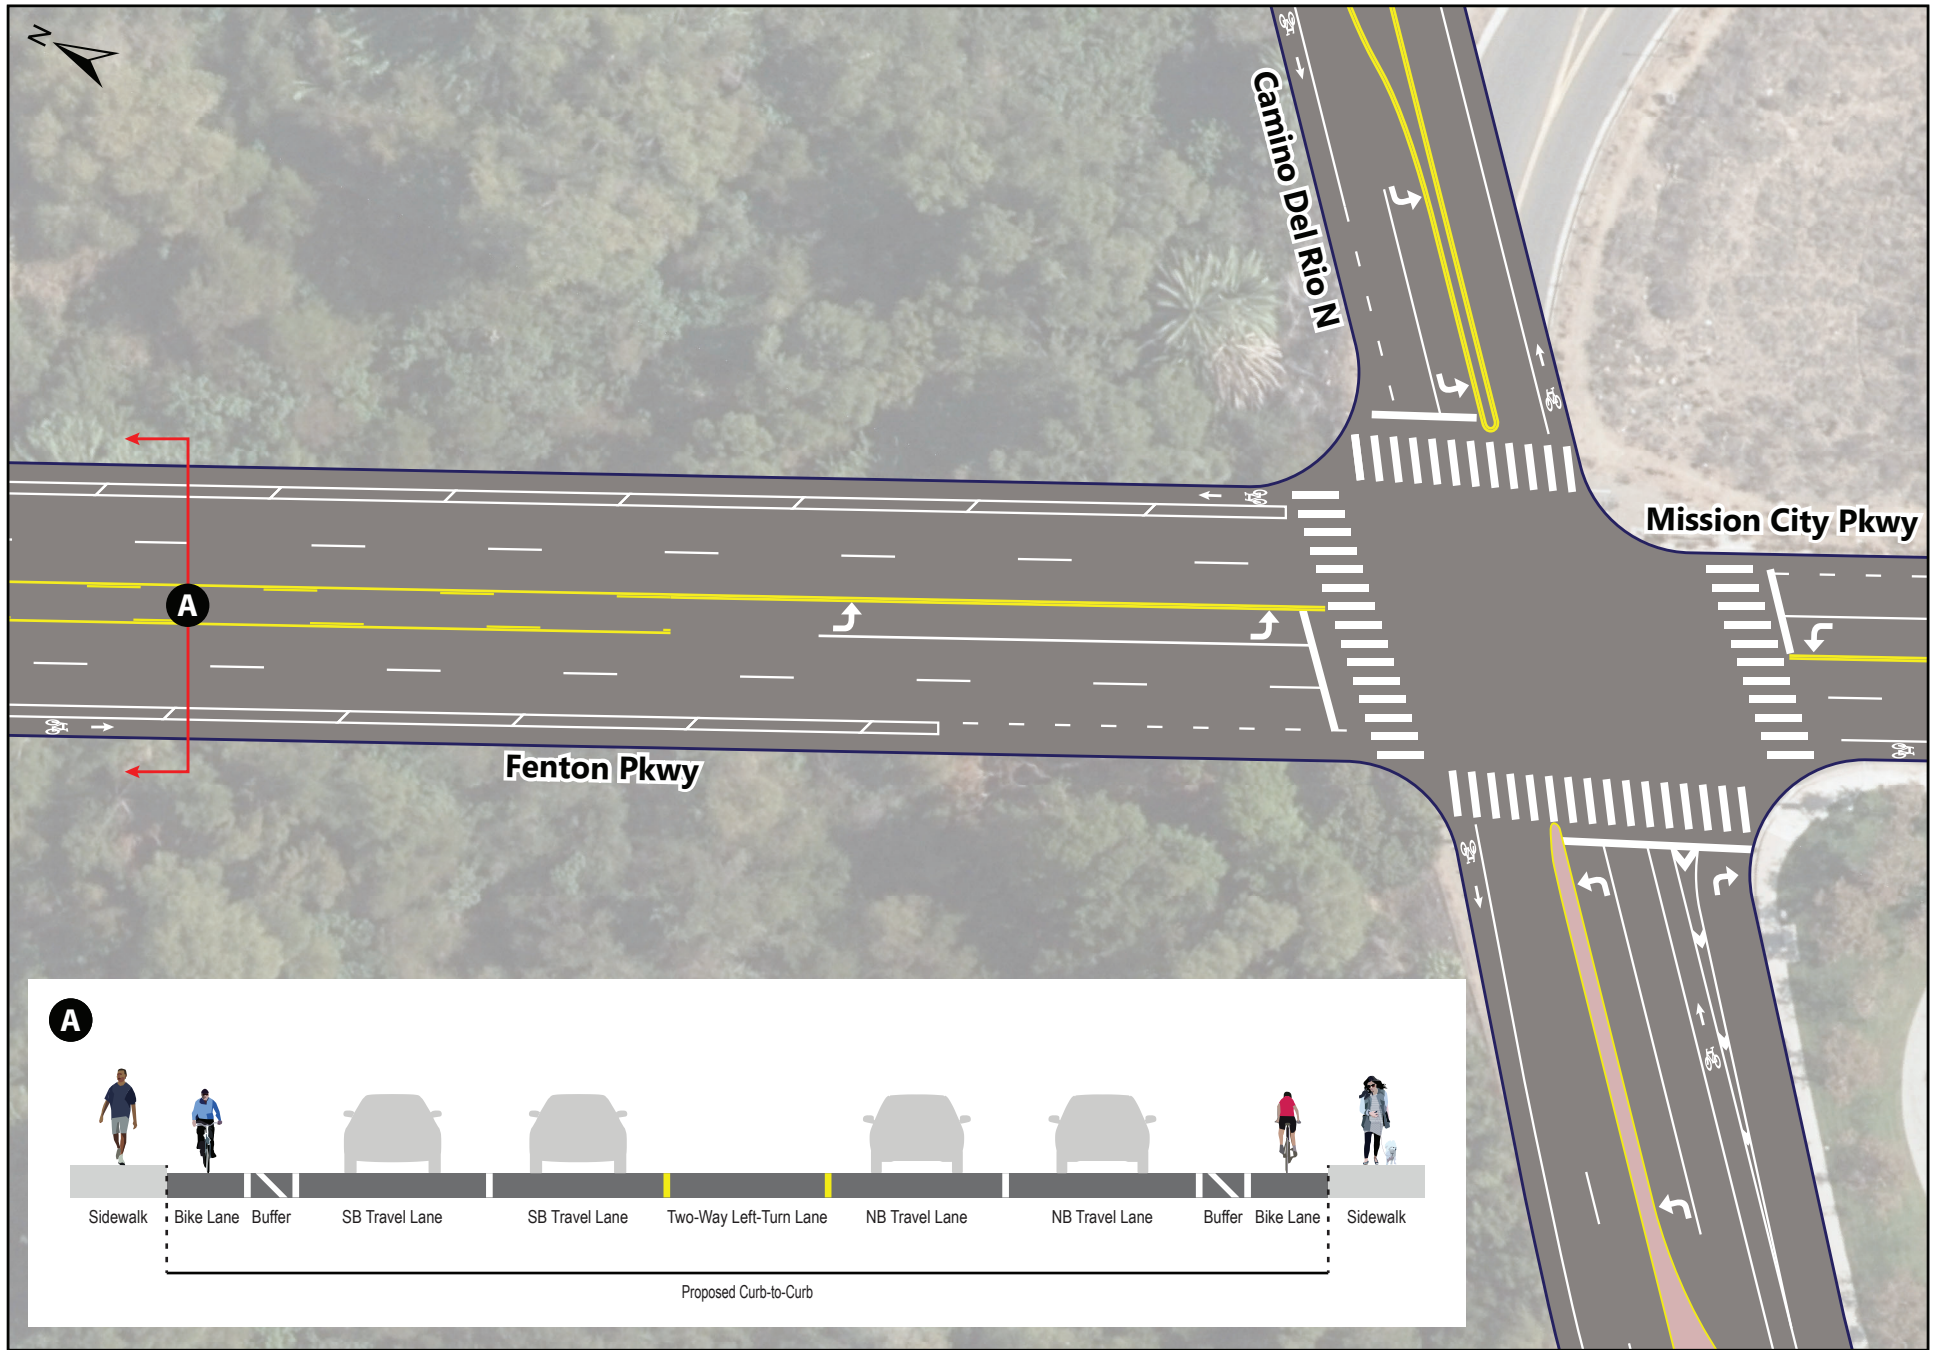 N
Camino Del Rio N
Mission City Pkwy
A
Fenton Pkwy
A
Sidewalk Bike Lane Buffer SB Travel Lane SB Travel Lane Two-Way Left-Turn Lane NB Travel Lane NB Travel Lane Buffer Bike Lane Sidewalk
Proposed Curb-to-Curb